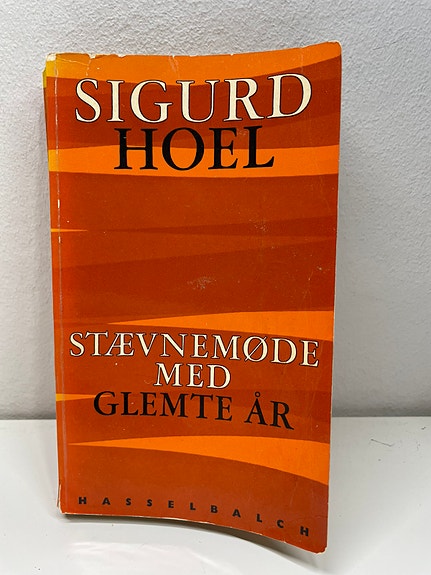 SIGURD
HOEL
STÆVNEMØDE
MED
GLEMTE ÅR
HASSELBALCH